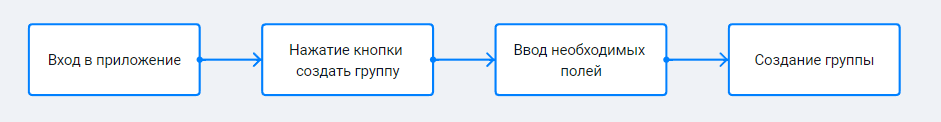 Вход в приложение
Нажатие кнопки
создать группу
Ввод необходимых
полей
Создание группы